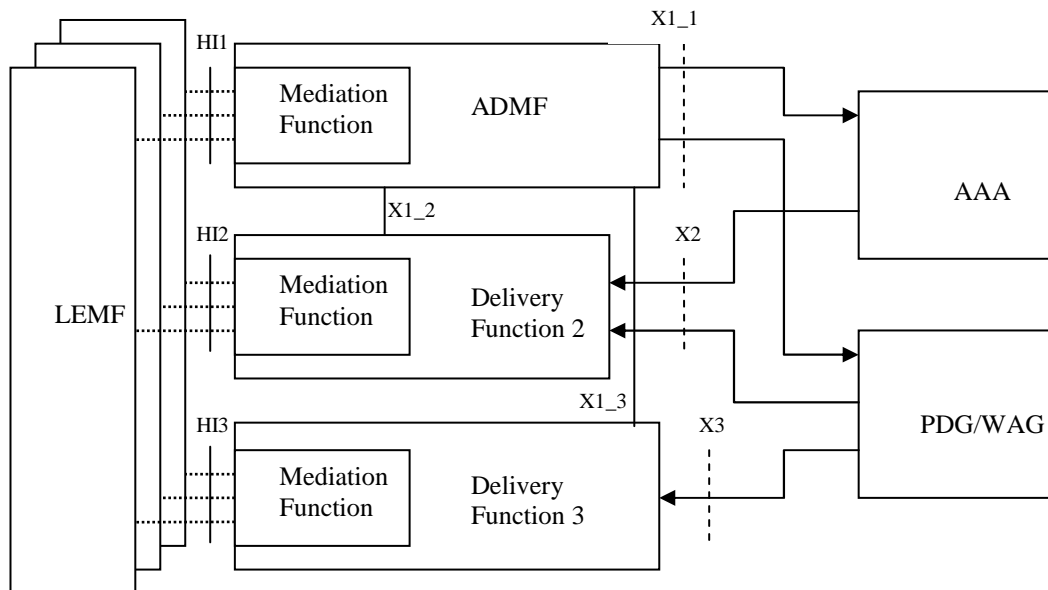 X1_1
HI1
Mediation
Function
ADMF
AAA
X1_2
HI2
X2
Mediation
Function
Delivery
Function 2
LEMF
X1_3
HI3
X3
PDG/WAG
Mediation
Function
Delivery
Function 3